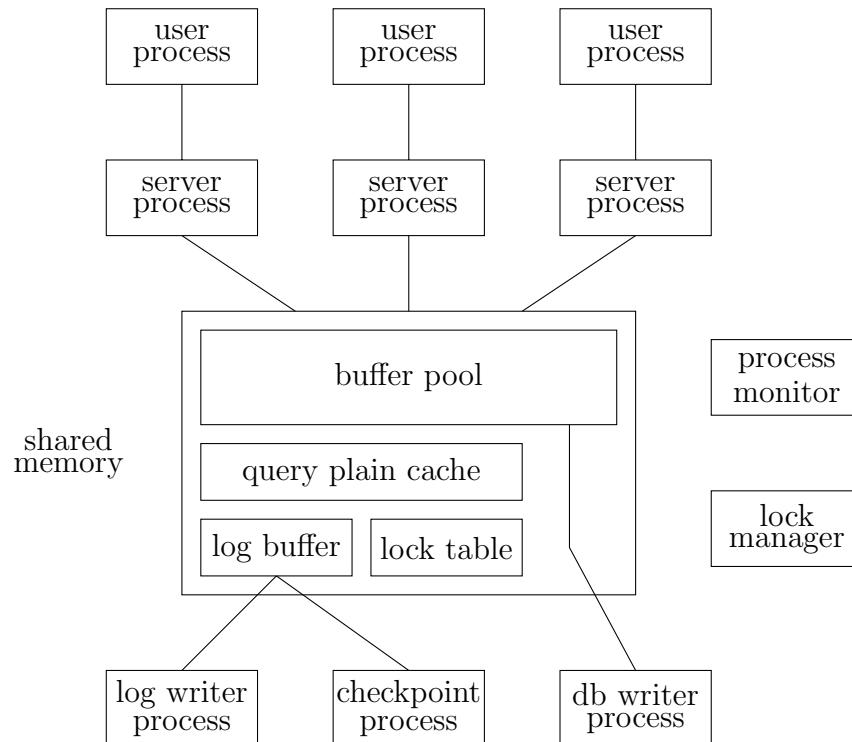 user
process
user
process
user
process
server
process
server
process
server
process
buffer pool
process
monitor
shared
memory
query plain cache
log buffer
lock table
lock
manager
log writer
process
checkpoint
process
db writer
process